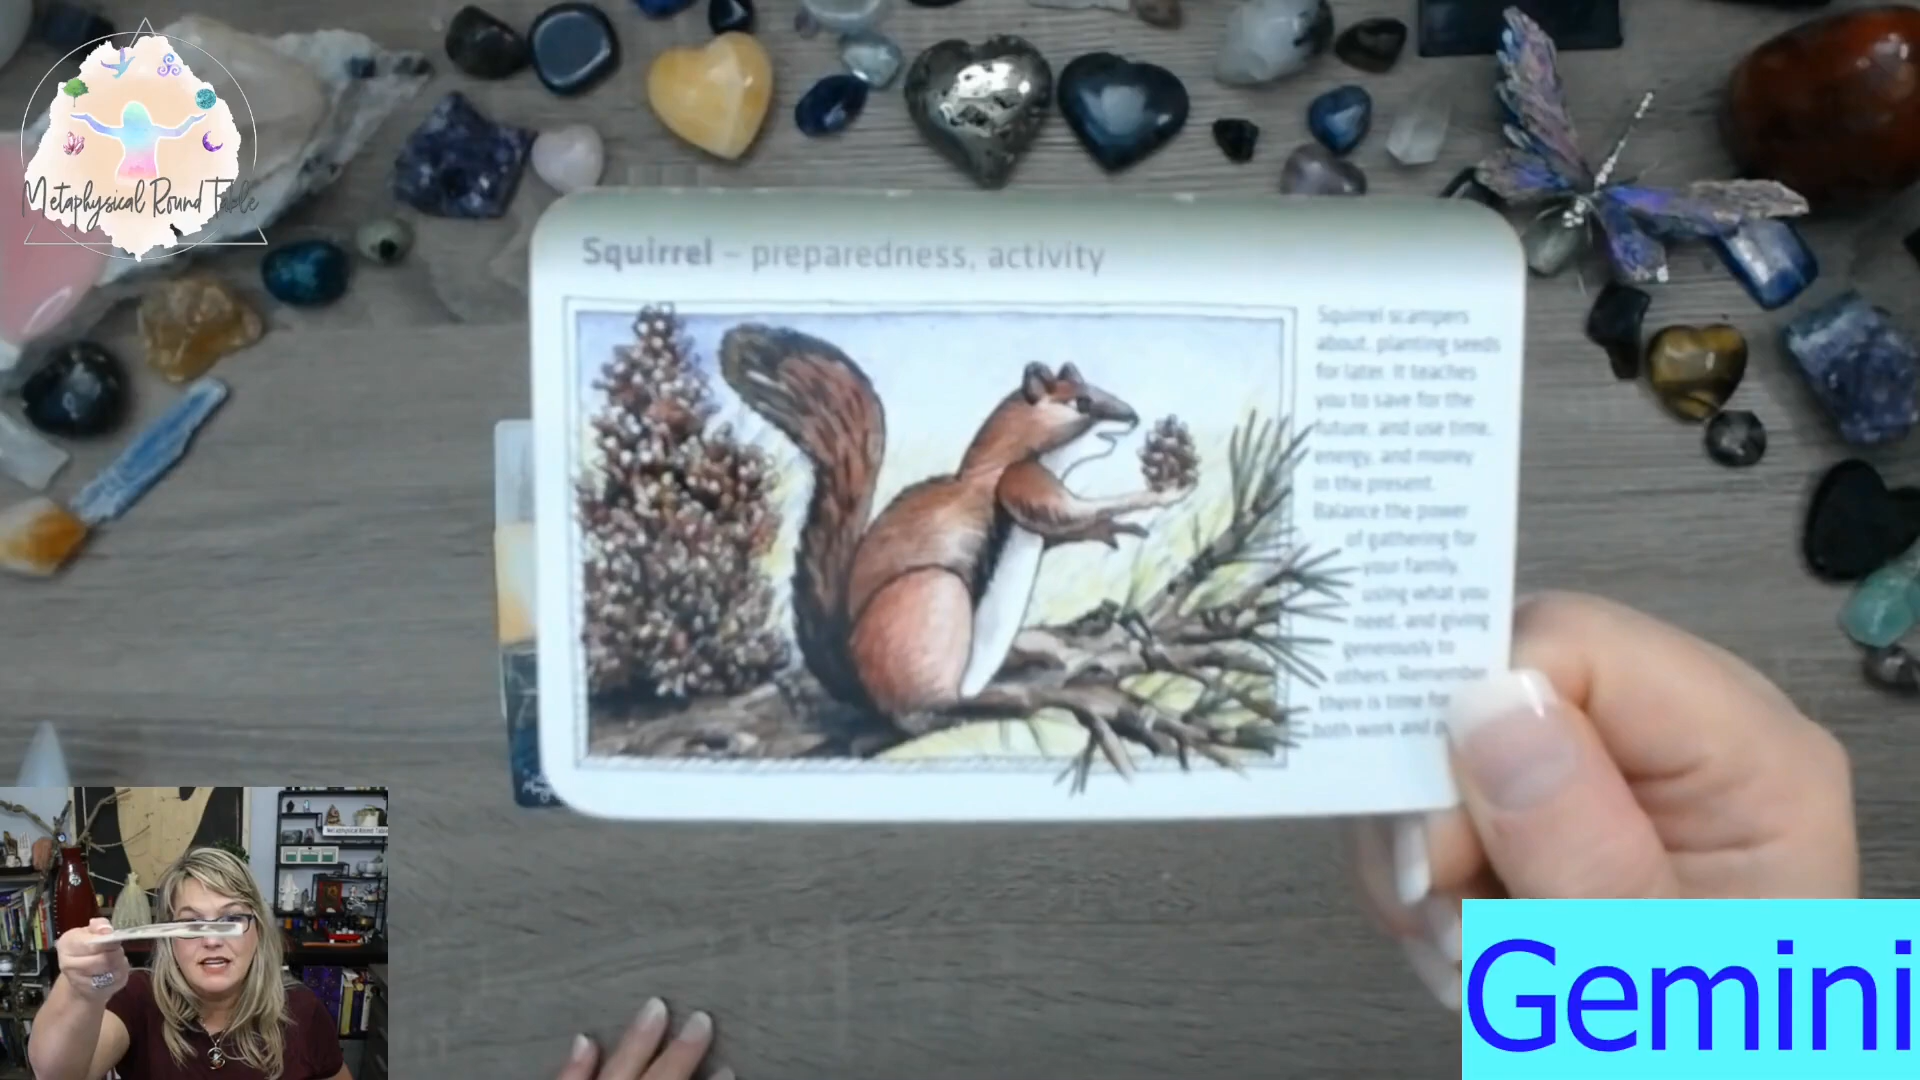 Metaphysical Round Table
Squirrel – preparedness, activity
Squirrel scampers
about, planting seeds
for later. It teaches
you to save for the
future, and use time,
energy, and money
in the present.
Balance the power
of gathering for
your family,
using what you
need, and giving
generously to
others. Remember
there is time for
both work and
Gemini